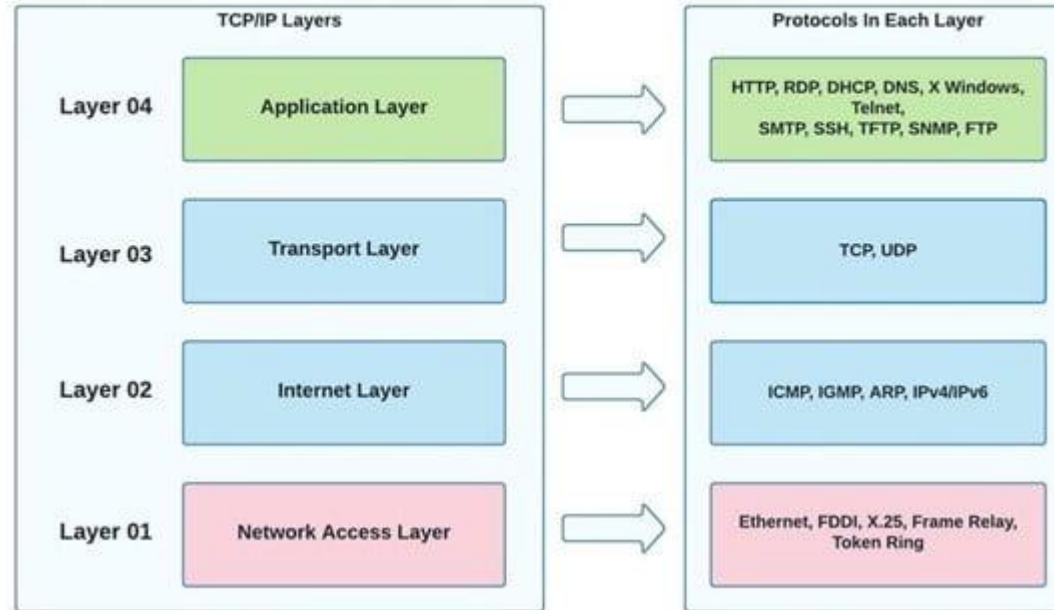 TCP/IP Layers
Protocols In Each Layer
Layer 04
Application Layer
HTTP, RDP, DHCP, DNS, X Windows,
Telnet,
SMTP, SSH, TFTP, SNMP, FTP
Layer 03
Transport Layer
TCP, UDP
Layer 02
Internet Layer
ICMP, IGMP, ARP, IPv4/IPv6
Layer 01
Network Access Layer
Ethernet, FDDI, X.25, Frame Relay,
Token Ring